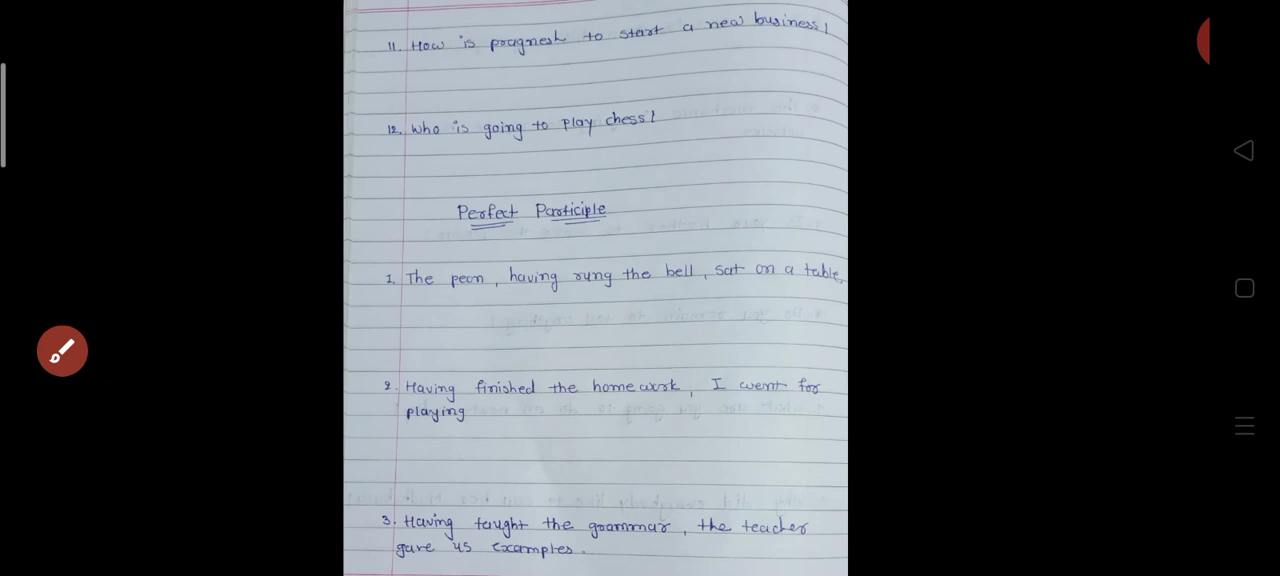 11. How is pragnesh to start a new business?
12. Who is going to play chess?
Perfect Participle
1. The peon, having rung the bell, sat on a table.
2. Having finished the homework, I went for
playing
3. Having taught the grammar, the teacher
gave us examples.